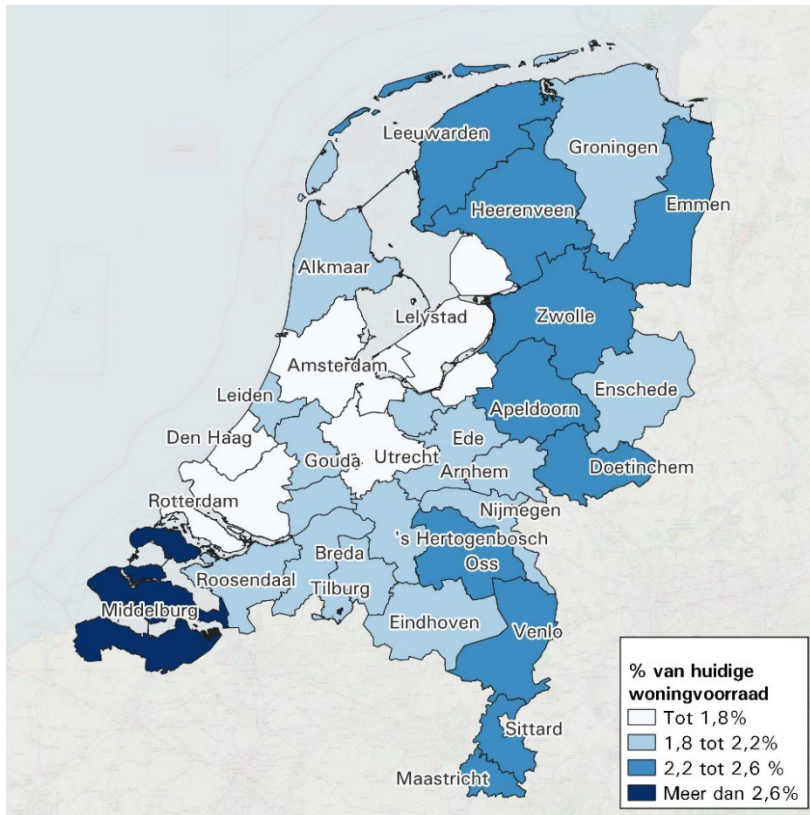 Leeuwarden
Groningen
Heerenveen
Emmen
Alkmaar
Lelystad
Zwolle
Amsterdam
Enschede
Leiden
Apeldoorn
Den Haag
Ede
Gouda
Utrecht
Arnhem
Doetinchem
Rotterdam
Nijmegen
's Hertogenbosch
Breda
Oss
Roosendaal
Tilburg
Middelburg
Eindhoven
Venlo
Sittard
Maastricht
% van huidige
woningvoorraad
Tot 1,8%
1,8 tot 2,2%
2,2 tot 2,6 %
Meer dan 2,6%